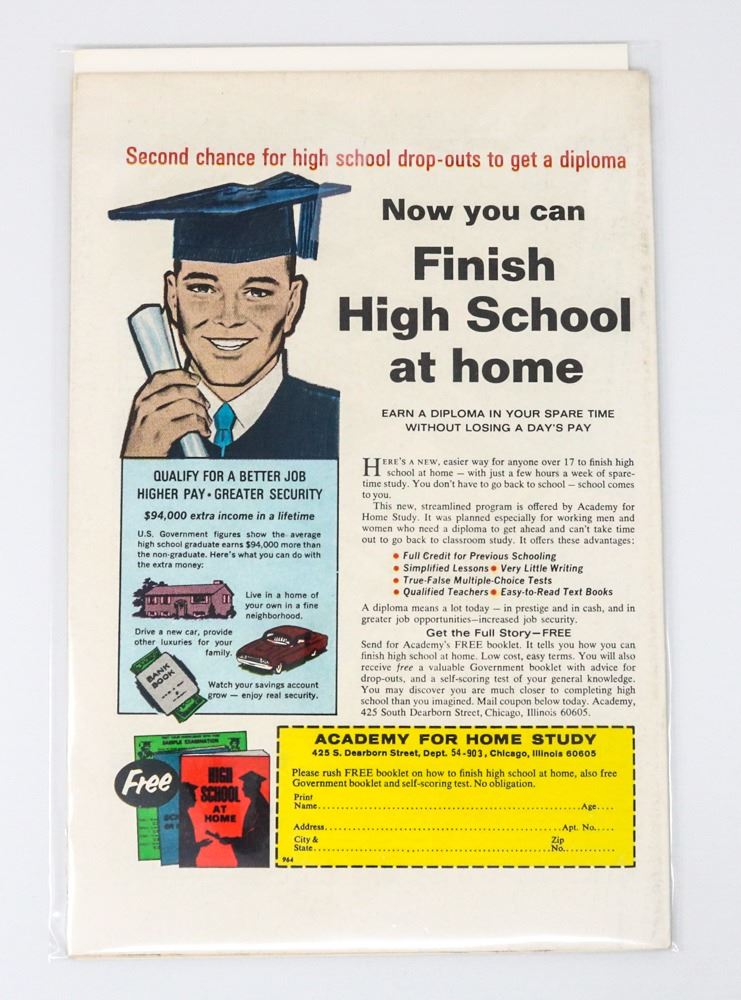 Second chance for high school drop-outs to get a diploma
Now you can
Finish
High School
at home
EARN A DIPLOMA IN YOUR SPARE TIME
WITHOUT LOSING A DAY'S PAY
HERE'S A NEW, easier way for anyone over 17 to finish high
school at home — with just a few hours a week of spare-
time study. You don't have to go back to school — school comes
to you.
This new, streamlined program is offered by Academy for
Home Study. It was planned especially for working men and
women who need a diploma to get ahead and can't take time
out to go back to classroom study. It offers these advantages:
• Full Credit for Previous Schooling
• Simplified Lessons • Very Little Writing
• True-False Multiple-Choice Tests
• Qualified Teachers • Easy-to-Read Text Books
A diploma means a lot today — in prestige and in cash, and in
greater job opportunities—increased job security.
Get the Full Story—FREE
Send for Academy's FREE booklet. It tells you how you can
finish high school at home. Low cost, easy terms. You will also
receive free a valuable Government booklet with advice for
drop-outs, and a self-scoring test of your general knowledge.
You may discover you are much closer to completing high
school than you imagined. Mail coupon below today. Academy,
425 South Dearborn Street, Chicago, Illinois 60605.
QUALIFY FOR A BETTER JOB
HIGHER PAY • GREATER SECURITY
$94,000 extra income in a lifetime
U.S. Government figures show the average
high school graduate earns $94,000 more than
the non-graduate. Here's what you can do with
the extra money:
Live in a home of
your own in a fine
neighborhood.
Drive a new car, provide
other luxuries for your
family.
BANK
BOOK
Watch your savings account
grow — enjoy real security.
Free
SAMPLE EXAMINATION
HIGH
SCHOOL
AT
HOME
ACADEMY FOR HOME STUDY
425 S. Dearborn Street, Dept. 54-903, Chicago, Illinois 60605
Please rush FREE booklet on how to finish high school at home, also free
Government booklet and self-scoring test. No obligation.
Print
Name....................Age....
Address....................Apt. No....
City & Zip
State....................No..........
964